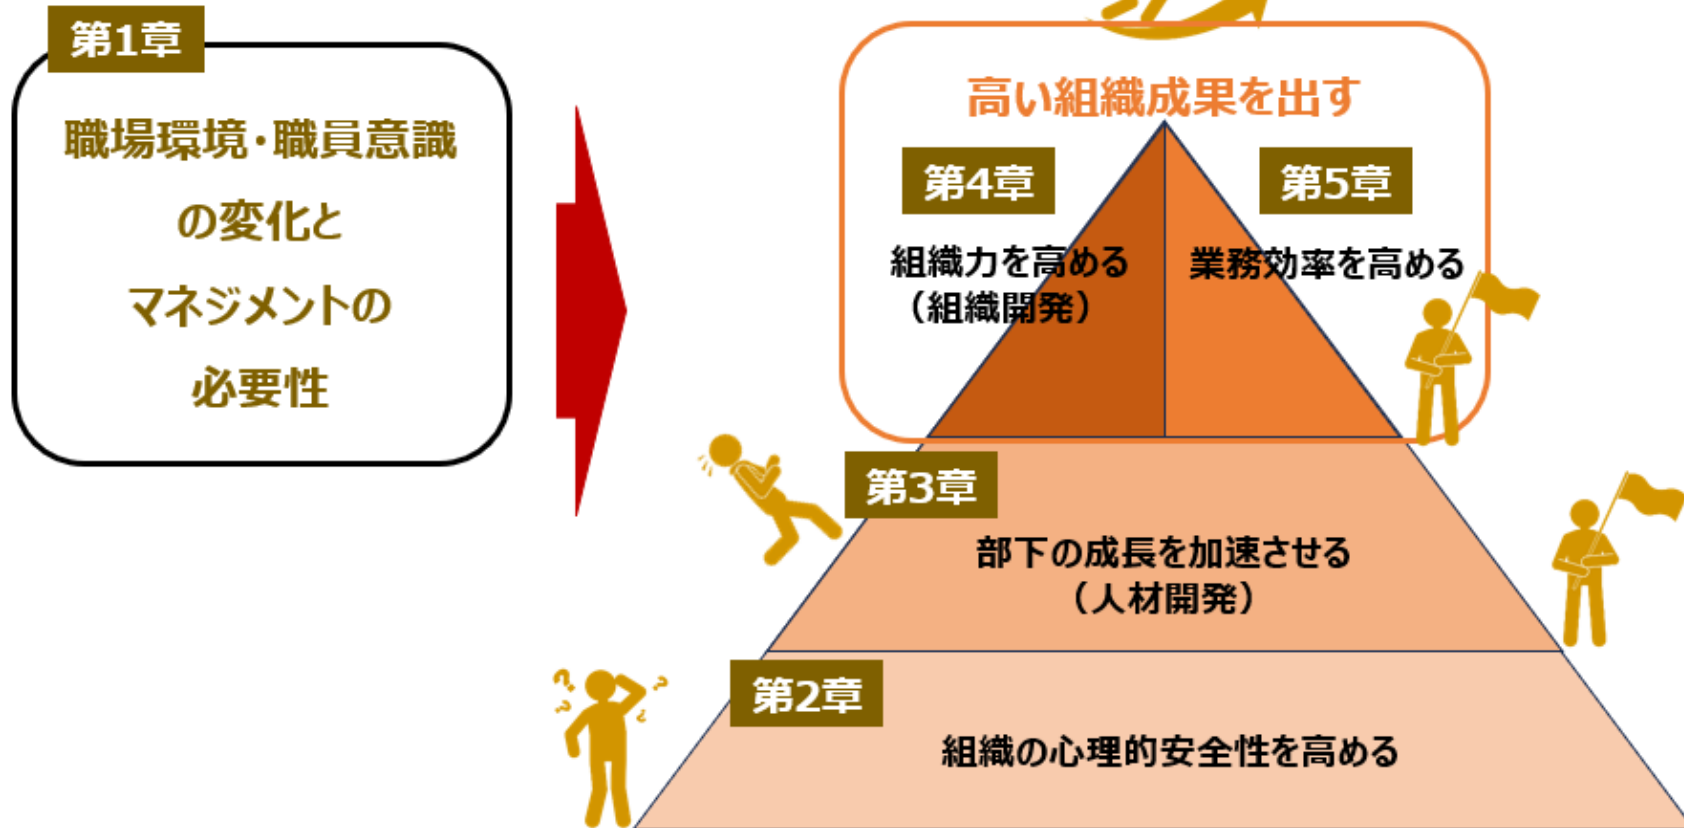 第1章
職場環境・職員意識
の変化と
マネジメントの
必要性
高い組織成果を出す
第4章
組織力を高める
（組織開発）
第5章
業務効率を高める
第3章
部下の成長を加速させる
（人材開発）
第2章
組織の心理的安全性を高める
? ? ? ?